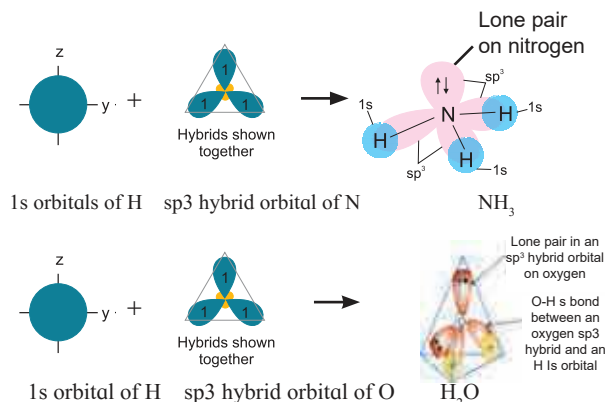 Lone pair
on nitrogen
z
y
+
1
1
1
Hybrids shown
together
1s
sp³
N
H
H
H
1s
sp³
1s
1s orbitals of H
sp3 hybrid orbital of N
NH₃
z
y
+
1
1
1
Hybrids shown
together
Lone pair in an
sp³ hybrid orbital
on oxygen
O-H s bond
between an
oxygen sp3
hybrid and an
H Is orbital
1s orbital of H
sp3 hybrid orbital of O
H₂O